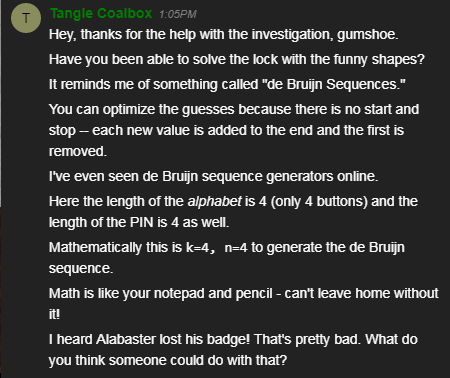 T
Tangle Coalbox 1:05PM
Hey, thanks for the help with the investigation, gumshoe.
Have you been able to solve the lock with the funny shapes?
It reminds me of something called "de Bruijn Sequences."
You can optimize the guesses because there is no start and
stop -- each new value is added to the end and the first is
removed.
I've even seen de Bruijn sequence generators online.
Here the length of the alphabet is 4 (only 4 buttons) and the
length of the PIN is 4 as well.
Mathematically this is k=4, n=4 to generate the de Bruijn
sequence.
Math is like your notepad and pencil - can't leave home without
it!
I heard Alabaster lost his badge! That's pretty bad. What do
you think someone could do with that?